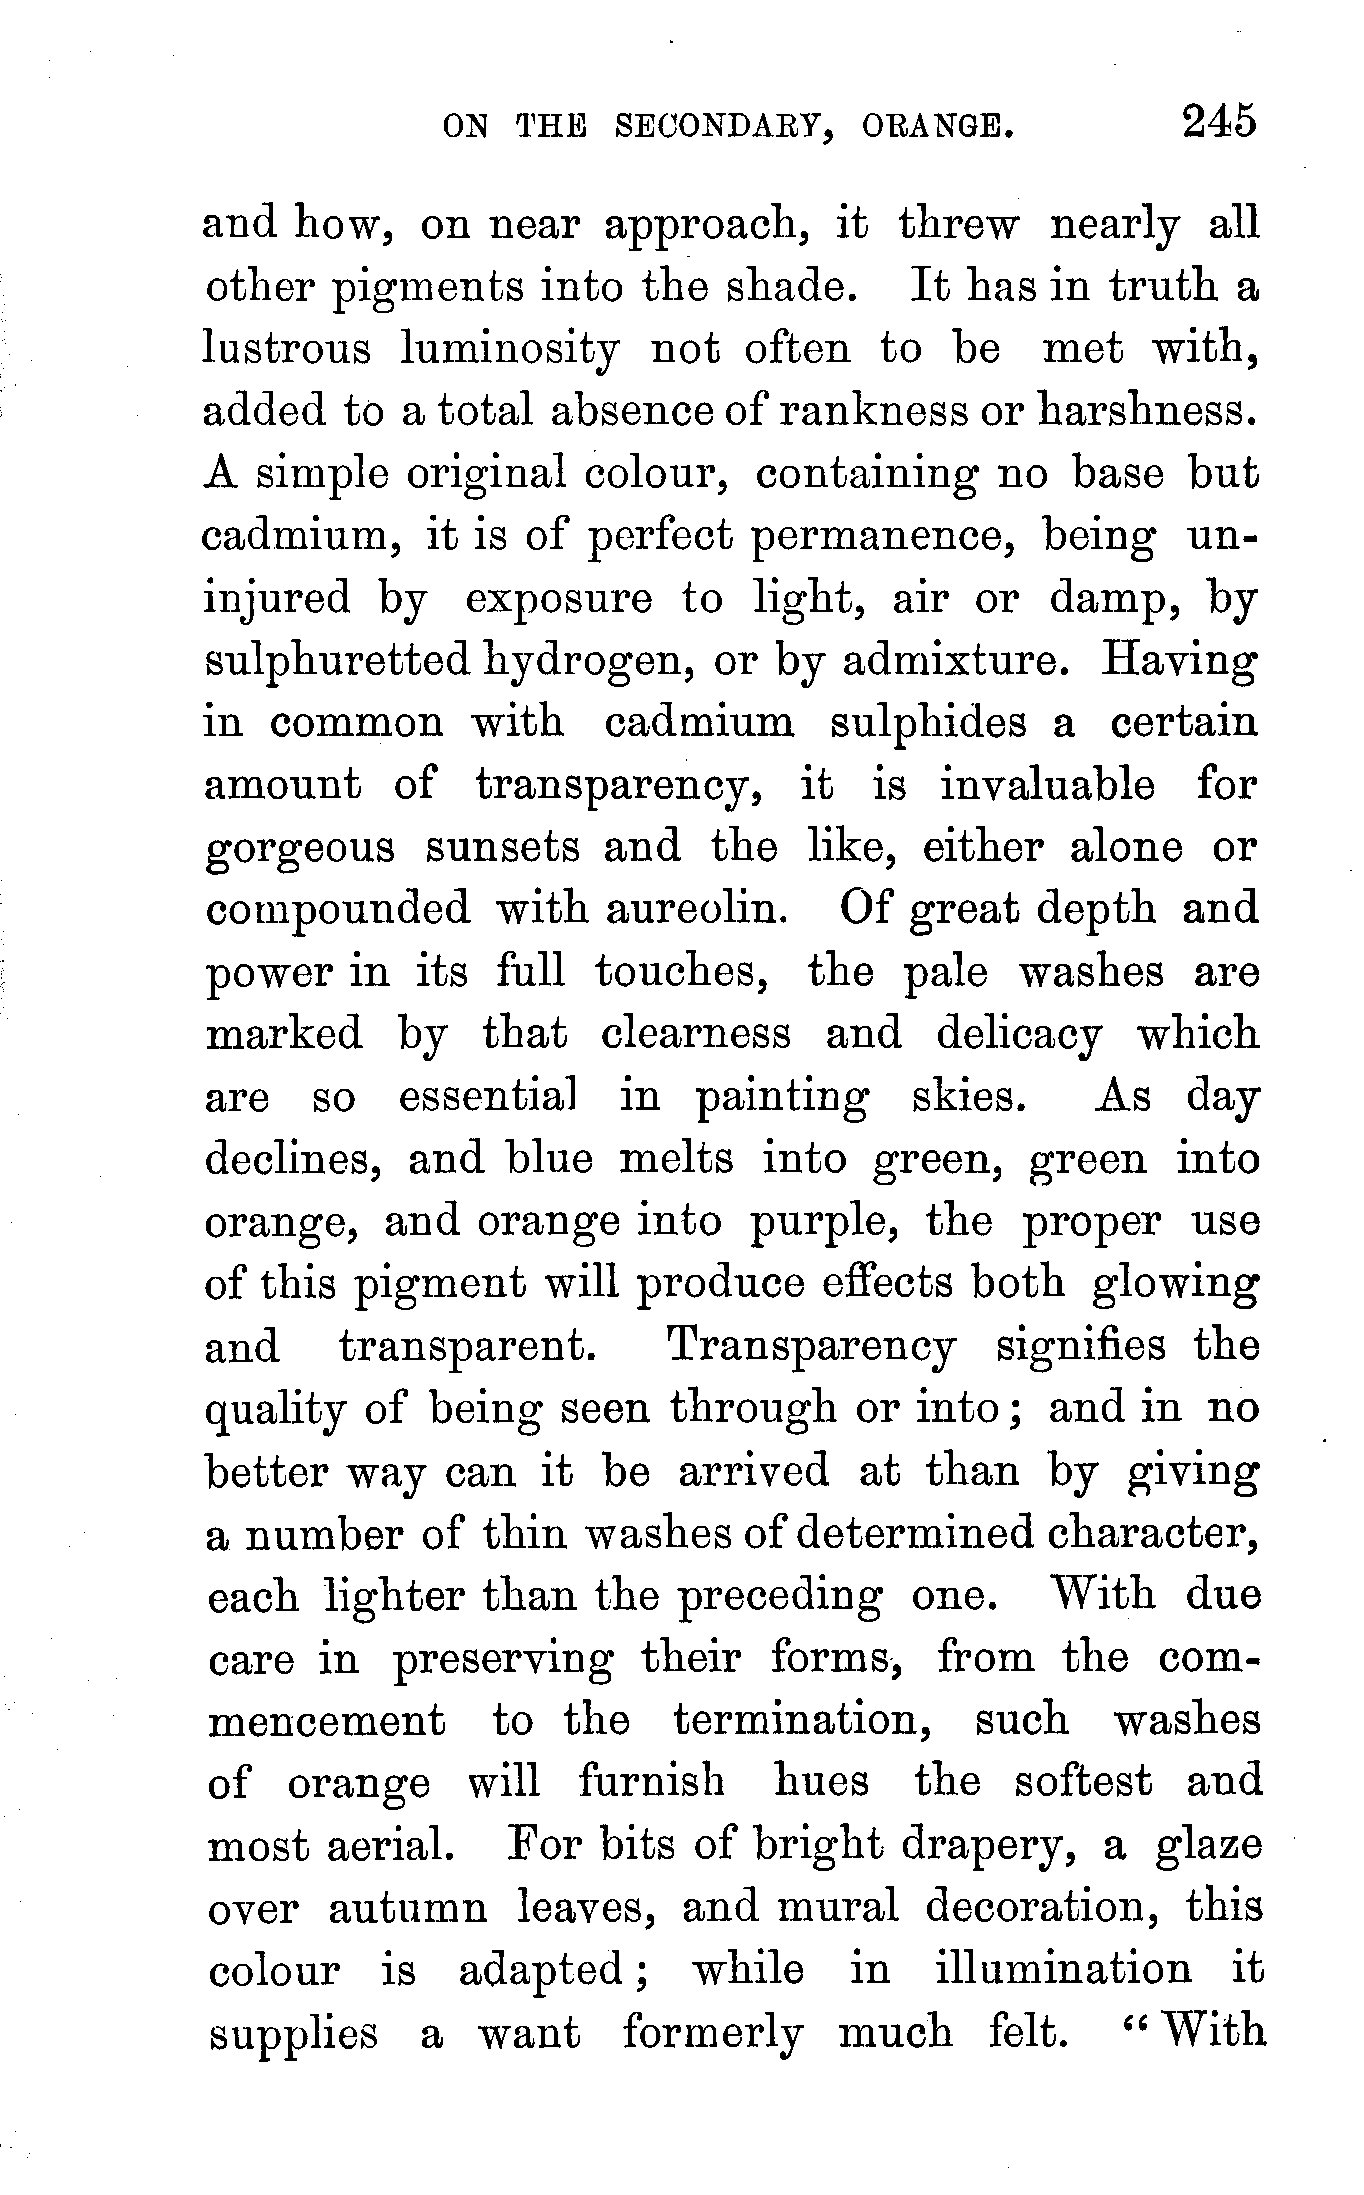 ON THE SECONDARY, ORANGE. 245
and how, on near approach, it threw nearly all
other pigments into the shade. It has in truth a
lustrous luminosity not often to be met with,
added to a total absence of rankness or harshness.
A simple original colour, containing no base but
cadmium, it is of perfect permanence, being un-
injured by exposure to light, air or damp, by
sulphuretted hydrogen, or by admixture. Having
in common with cadmium sulphides a certain
amount of transparency, it is invaluable for
gorgeous sunsets and the like, either alone or
compounded with aureolin. Of great depth and
power in its full touches, the pale washes are
marked by that clearness and delicacy which
are so essential in painting skies. As day
declines, and blue melts into green, green into
orange, and orange into purple, the proper use
of this pigment will produce effects both glowing
and transparent. Transparency signifies the
quality of being seen through or into; and in no
better way can it be arrived at than by giving
a number of thin washes of determined character,
each lighter than the preceding one. With due
care in preserving their forms, from the com-
mencement to the termination, such washes
of orange will furnish hues the softest and
most aerial. For bits of bright drapery, a glaze
over autumn leaves, and mural decoration, this
colour is adapted; while in illumination it
supplies a want formerly much felt. “With